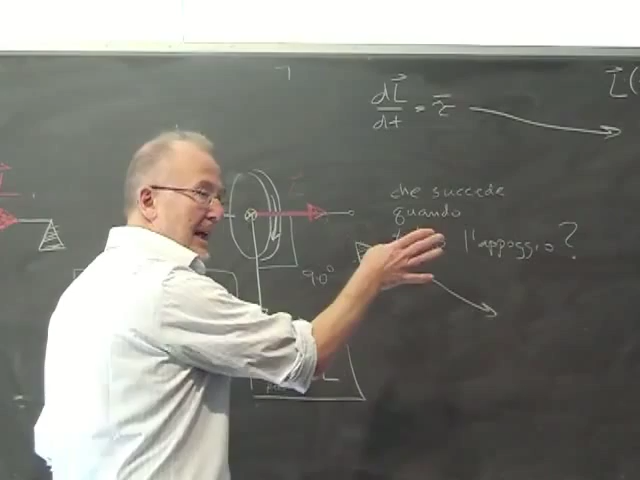 dL⃗/dt = τ⃗
L⃗(
L⃗
che succede
quando
l'appoggio?
90°